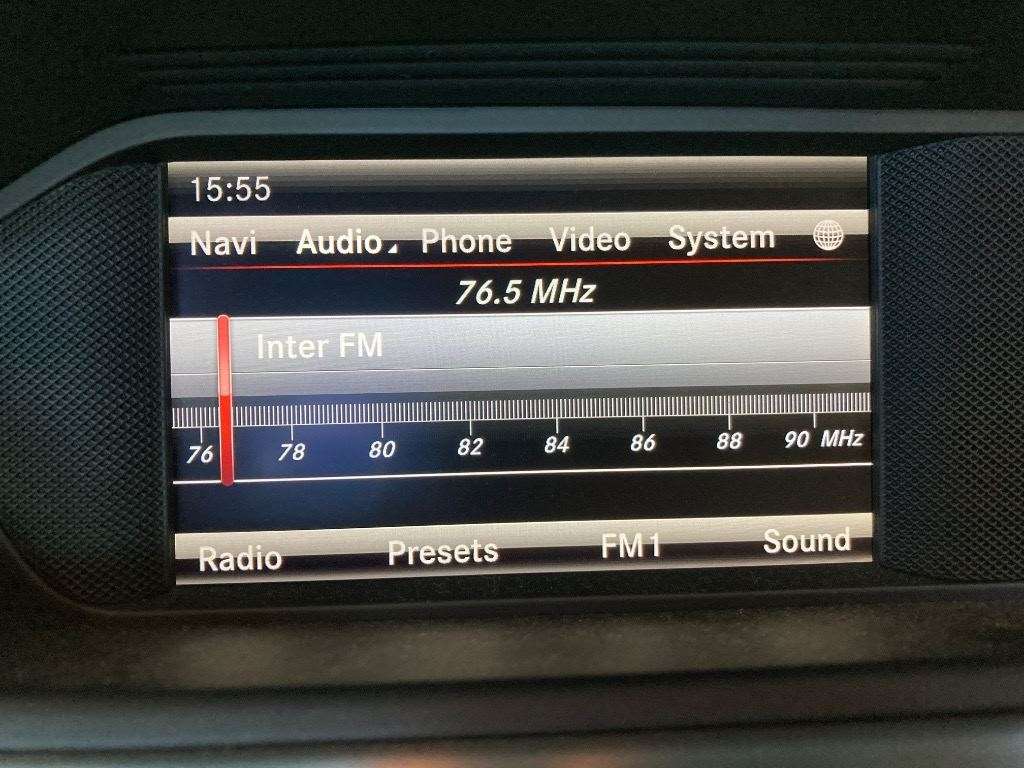 15:55
Navi Audio Phone Video System
76.5 MHz
Inter FM
76 78 80 82 84 86 88 90 MHz
Radio Presets FM1 Sound